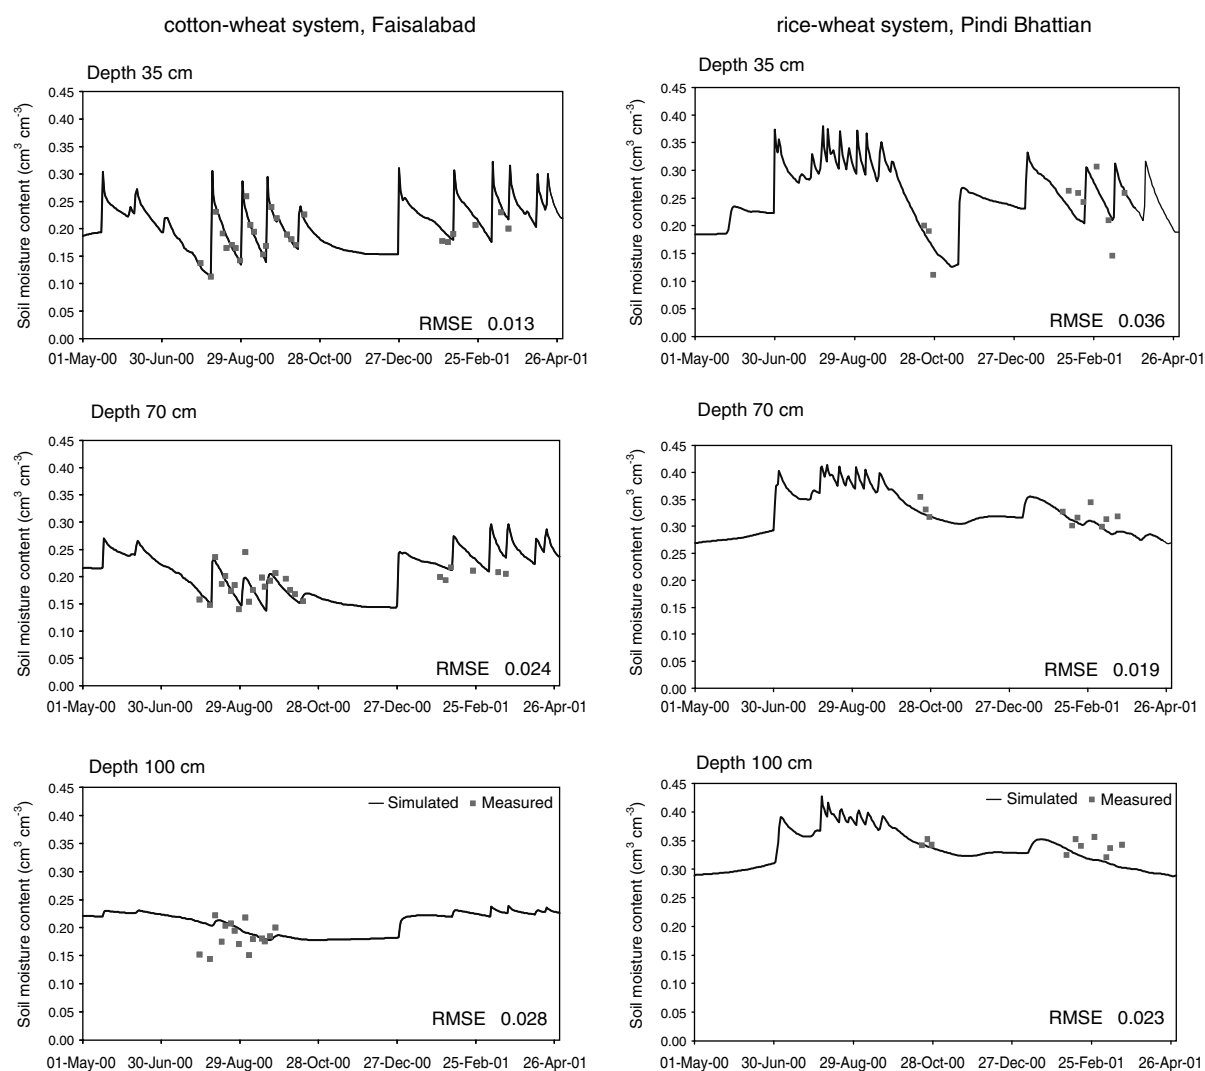 cotton-wheat system, Faisalabad
rice-wheat system, Pindi Bhattian
Depth 35 cm
Soil moisture content (cm³ cm⁻³)
0.45
0.40
0.35
0.30
0.25
0.20
0.15
0.10
0.05
0.00
RMSE 0.013
01-May-00 30-Jun-00 29-Aug-00 28-Oct-00 27-Dec-00 25-Feb-01 26-Apr-01
Depth 35 cm
Soil moisture content (cm³ cm⁻³)
0.45
0.40
0.35
0.30
0.25
0.20
0.15
0.10
0.05
0.00
RMSE 0.036
01-May-00 30-Jun-00 29-Aug-00 28-Oct-00 27-Dec-00 25-Feb-01 26-Apr-01
Depth 70 cm
Soil moisture content (cm³ cm⁻³)
0.45
0.40
0.35
0.30
0.25
0.20
0.15
0.10
0.05
0.00
RMSE 0.024
01-May-00 30-Jun-00 29-Aug-00 28-Oct-00 27-Dec-00 25-Feb-01 26-Apr-01
Depth 70 cm
Soil moisture content (cm³ cm⁻³)
0.45
0.40
0.35
0.30
0.25
0.20
0.15
0.10
0.05
0.00
RMSE 0.019
01-May-00 30-Jun-00 29-Aug-00 28-Oct-00 27-Dec-00 25-Feb-01 26-Apr-01
Depth 100 cm
Soil moisture content (cm³ cm⁻³)
0.45
0.40
0.35
0.30
0.25
0.20
0.15
0.10
0.05
0.00
Simulated Measured
RMSE 0.028
01-May-00 30-Jun-00 29-Aug-00 28-Oct-00 27-Dec-00 25-Feb-01 26-Apr-01
Depth 100 cm
Soil moisture content (cm³ cm⁻³)
0.45
0.40
0.35
0.30
0.25
0.20
0.15
0.10
0.05
0.00
Simulated Measured
RMSE 0.023
01-May-00 30-Jun-00 29-Aug-00 28-Oct-00 27-Dec-00 25-Feb-01 26-Apr-01